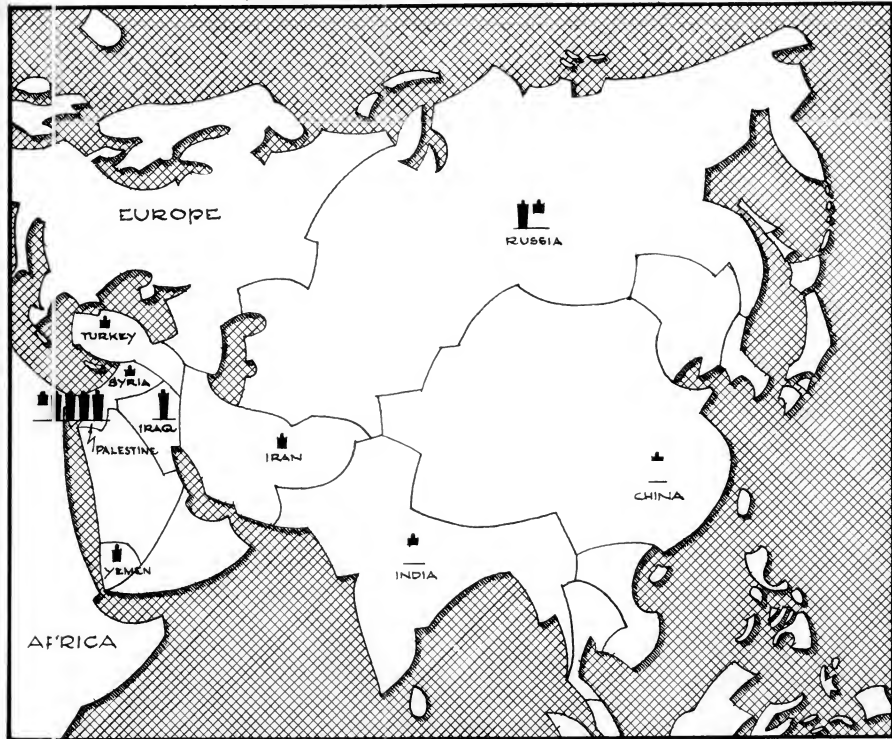 EUROPE
RUSSIA
TURKEY
SYRIA
IRAQ
PALESTINE
IRAN
CHINA
INDIA
YEMEN
AFRICA